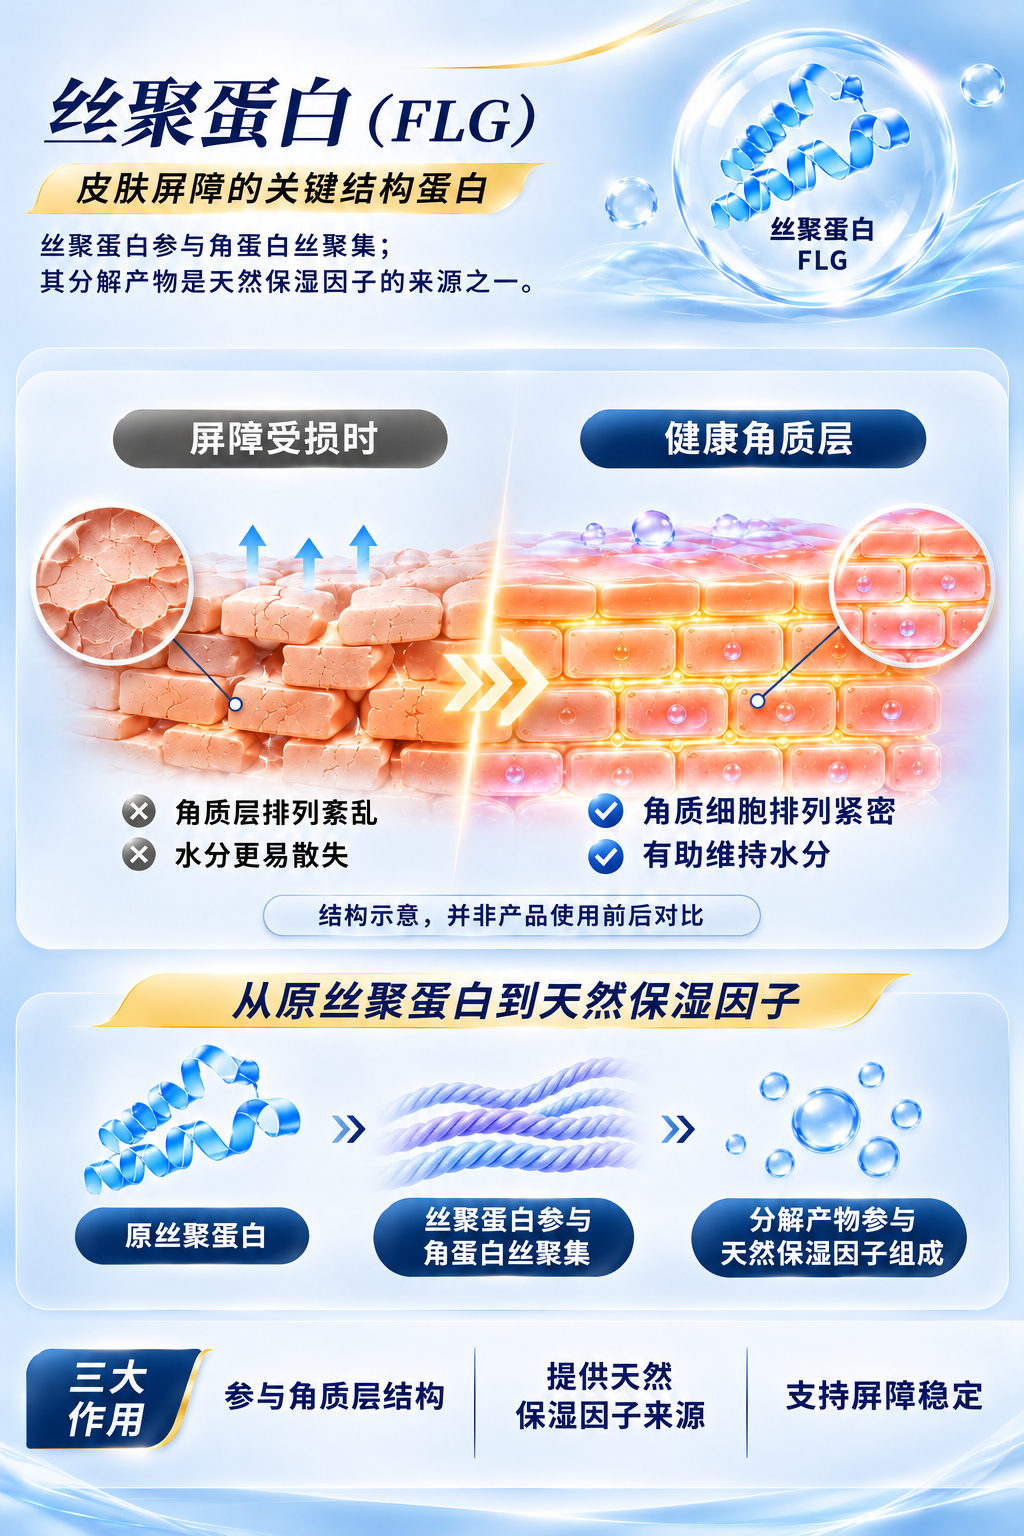 丝聚蛋白（FLG）
皮肤屏障的关键结构蛋白
丝聚蛋白参与角蛋白丝聚集；
其分解产物是天然保湿因子的来源之一。
丝聚蛋白
FLG
屏障受损时
健康角质层
角质层排列紊乱
水分更易散失
角质细胞排列紧密
有助维持水分
结构示意，并非产品使用前后对比
从原丝聚蛋白到天然保湿因子
原丝聚蛋白
丝聚蛋白参与
角蛋白丝聚集
分解产物参与
天然保湿因子组成
三大
作用
参与角质层结构
提供天然
保湿因子来源
支持屏障稳定